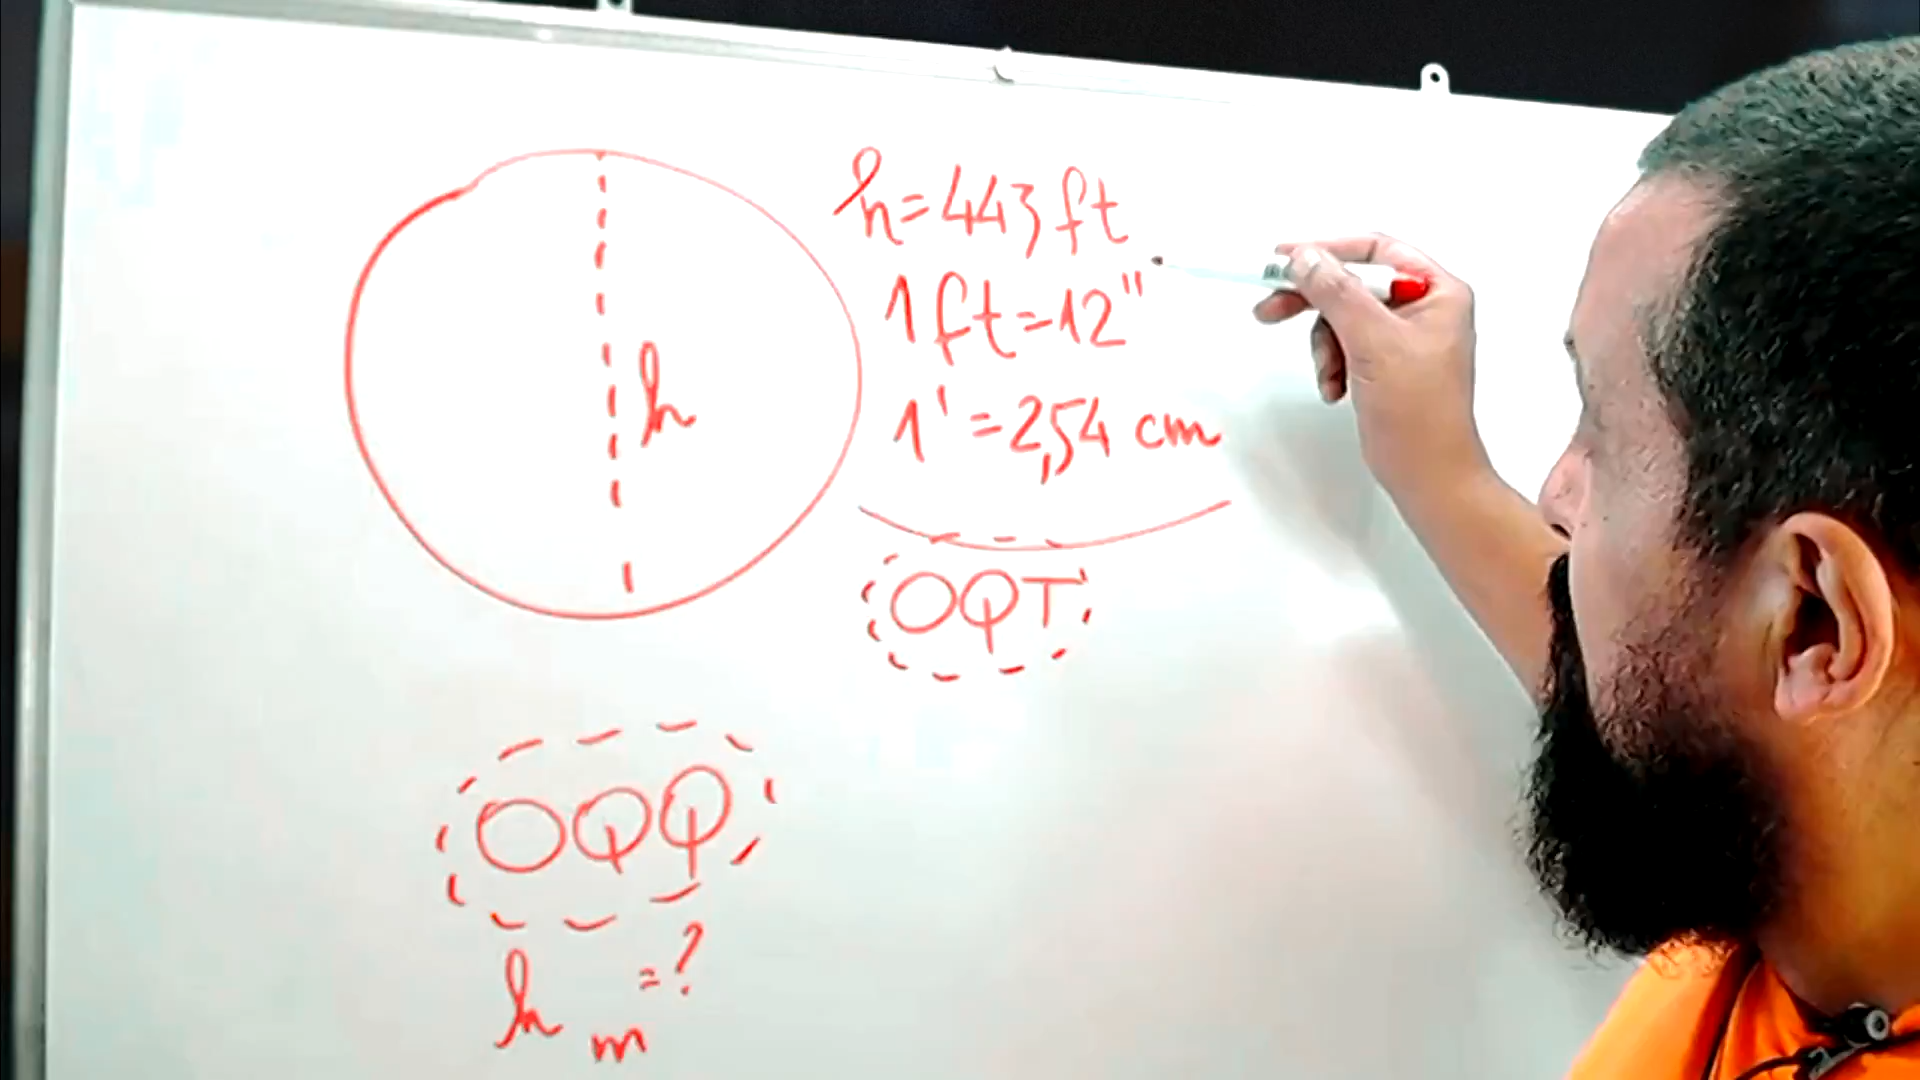 h=443 ft
1 ft=12"
1'=2,54 cm
h
OQT
OQQ
h m =?